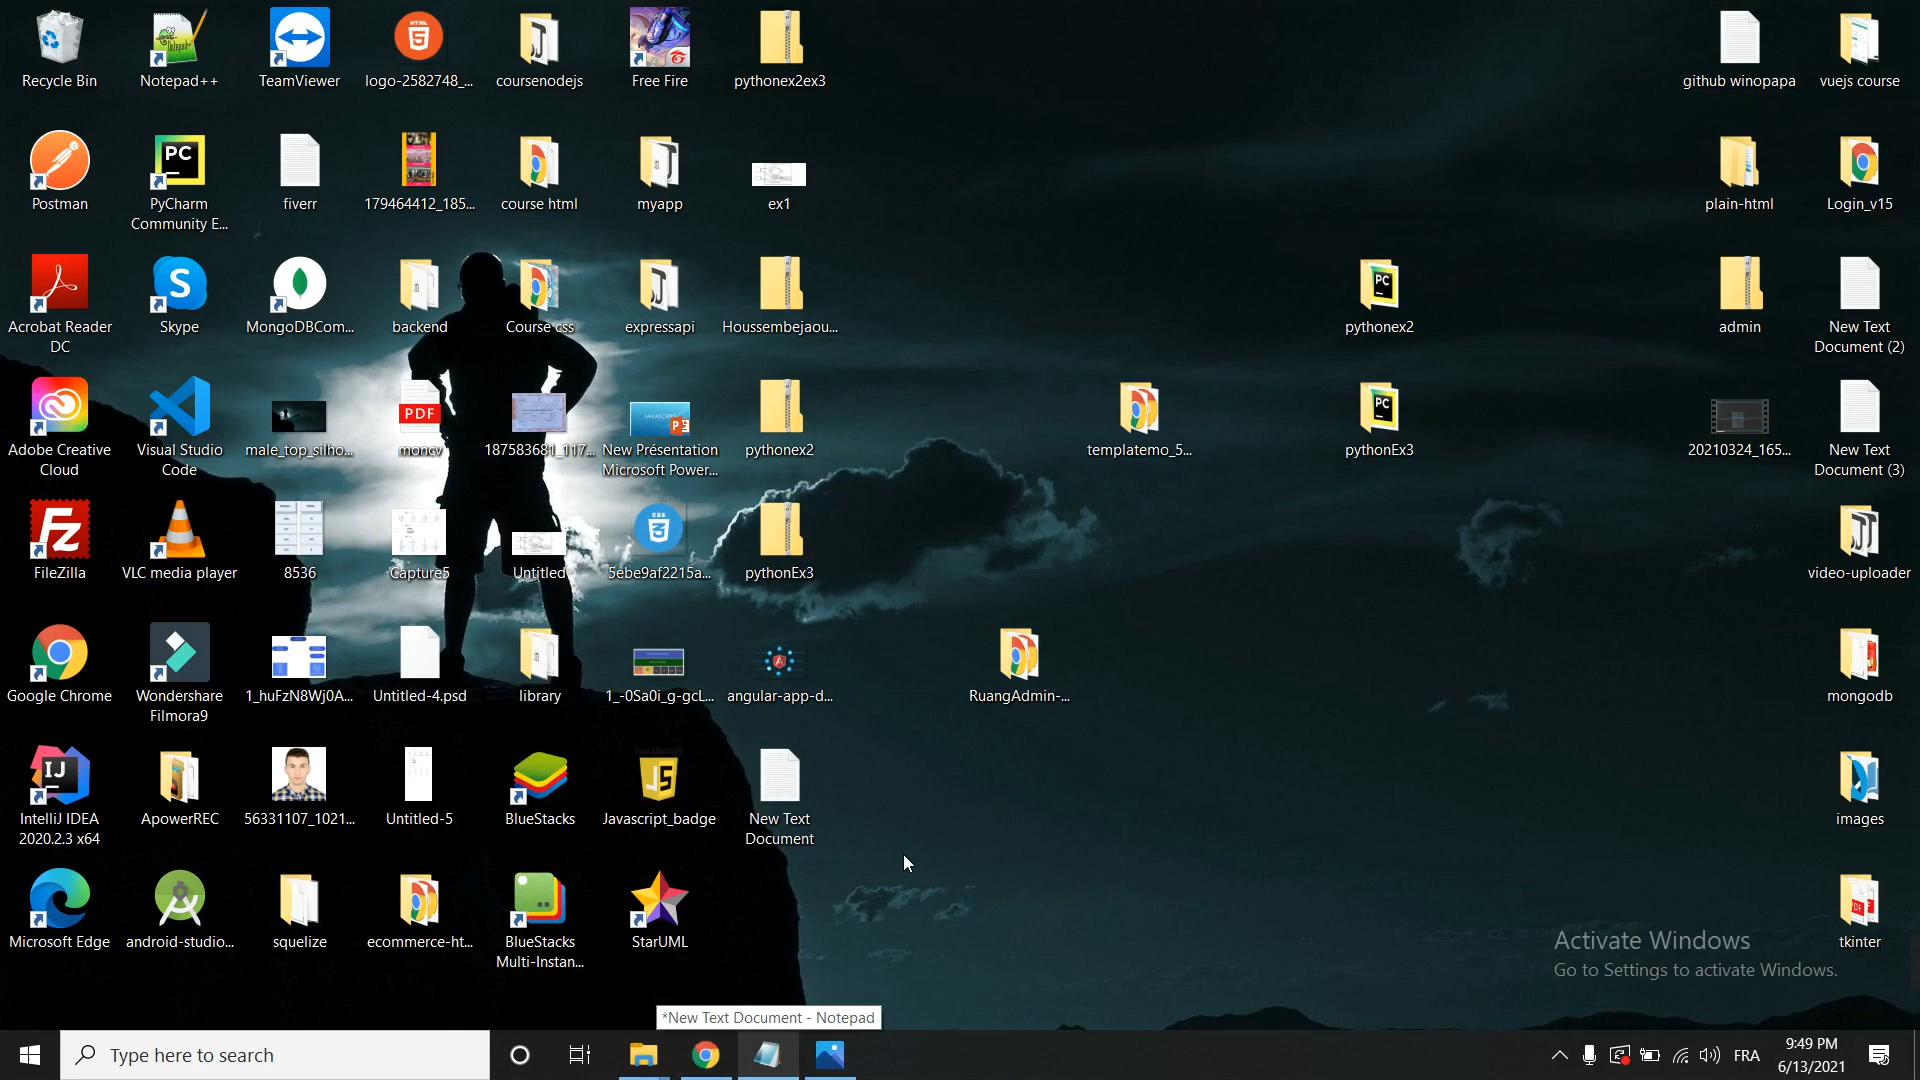 Recycle Bin
Notepad++
TeamViewer
logo-2582748_...
coursenodejs
Free Fire
pythonex2ex3
github winopapa
vuejs course
Postman
PyCharm
Community E...
fiverr
179464412_185...
course html
myapp
ex1
plain-html
Login_v15
Acrobat Reader
DC
Skype
MongoDBCom...
backend
Course css
expressapi
Houssembejaou...
pythonex2
admin
New Text
Document (2)
Adobe Creative
Cloud
Visual Studio
Code
male_top_silho...
PDF
moncv
187583681_117...
JAVASCRIPT
New Présentation
Microsoft Power...
pythonex2
templatemo_5...
pythonEx3
20210324_165...
New Text
Document (3)
FileZilla
VLC media player
8536
Capture5
Untitled
5ebe9af2215a...
pythonEx3
video-uploader
Google Chrome
Wondershare
Filmora9
1_huFzN8Wj0A...
Untitled-4.psd
library
1_-0Sa0i_g-gcL...
angular-app-d...
RuangAdmin-...
mongodb
IntelliJ IDEA
2020.2.3 x64
ApowerREC
56331107_1021...
Untitled-5
BlueStacks
Javascript_badge
New Text
Document
images
Microsoft Edge
android-studio...
squelize
ecommerce-ht...
BlueStacks
Multi-Instan...
StarUML
tkinter
Activate Windows
Go to Settings to activate Windows.
*New Text Document - Notepad
Type here to search
FRA
9:49 PM
6/13/2021